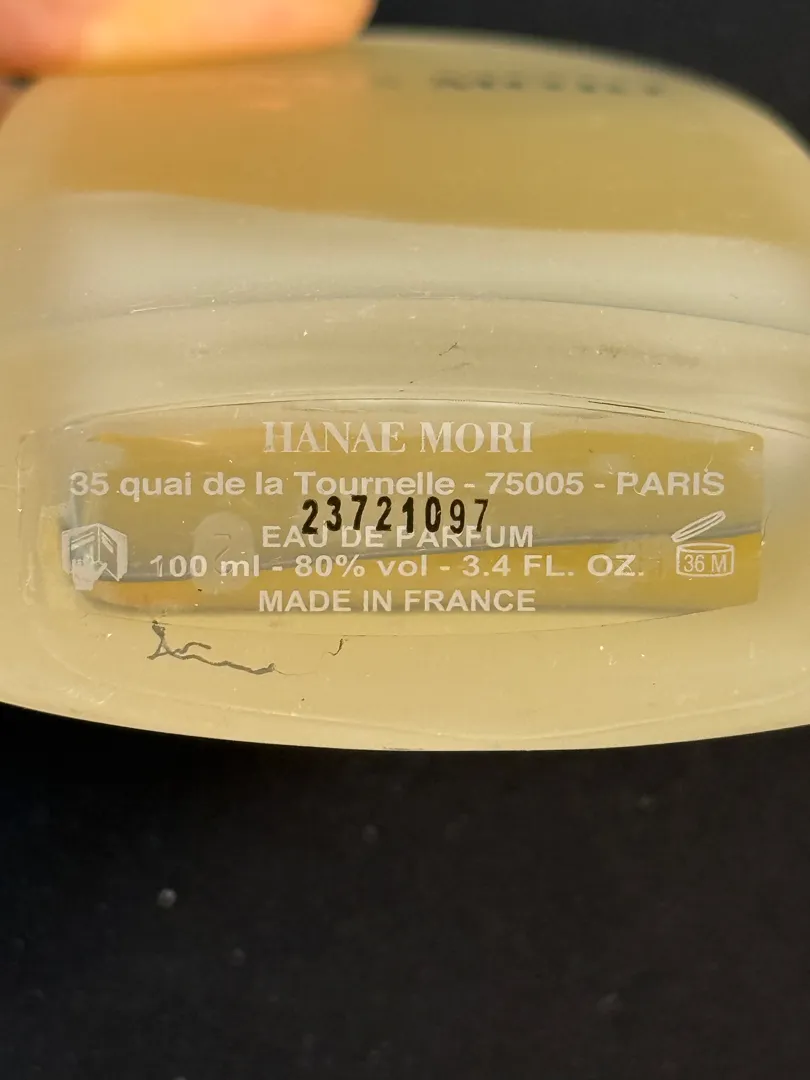 HANAE MORI
35 quai de la Tournelle - 75005 - PARIS
23721097
EAU DE PARFUM
100 ml - 80% vol - 3.4 FL. OZ.
36 M
MADE IN FRANCE